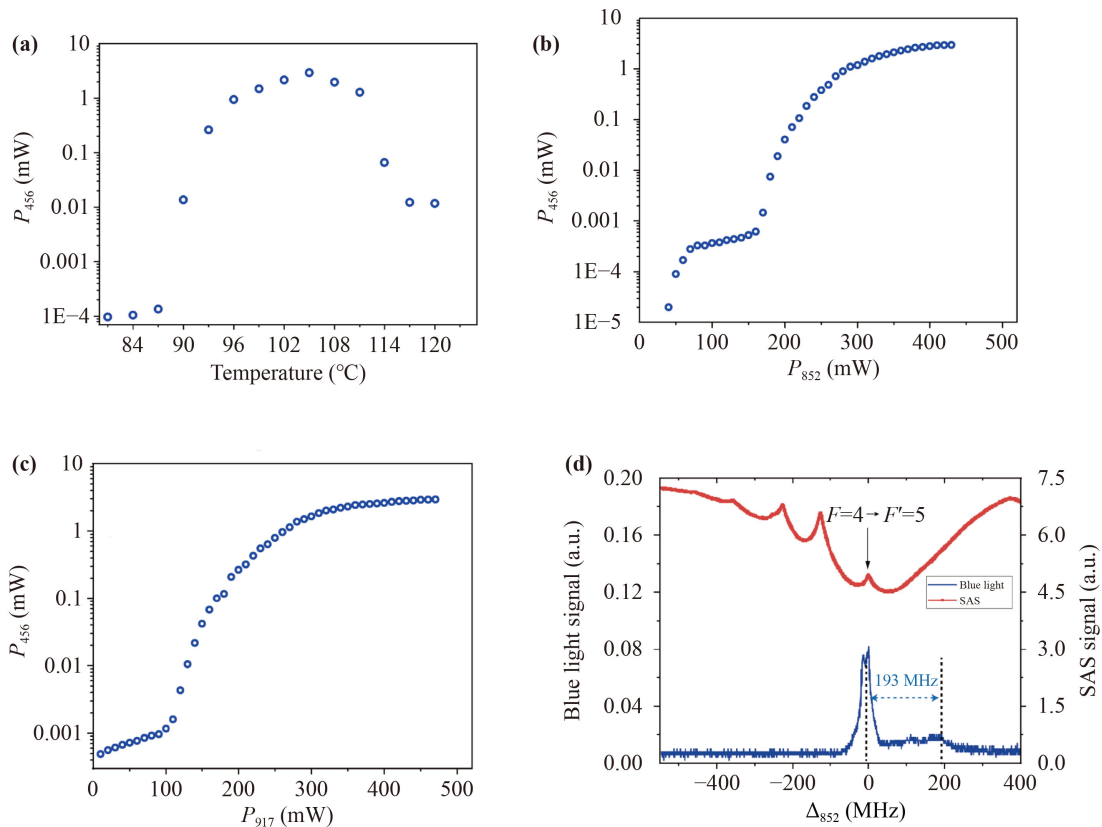 (a)
10
1
0.1
0.01
0.001
1E−4
P456 (mW)
84 90 96 102 108 114 120
Temperature (°C)
(b)
10
1
0.1
0.01
0.001
1E−4
1E−5
P456 (mW)
0 100 200 300 400 500
P852 (mW)
(c)
10
1
0.1
0.01
0.001
P456 (mW)
0 100 200 300 400 500
P917 (mW)
(d)
0.20
0.16
0.12
0.08
0.04
0.00
Blue light signal (a.u.)
7.5
6.0
4.5
3.0
1.5
0.0
SAS signal (a.u.)
F=4→F′=5
Blue light
SAS
193 MHz
−400 −200 0 200 400
Δ852 (MHz)